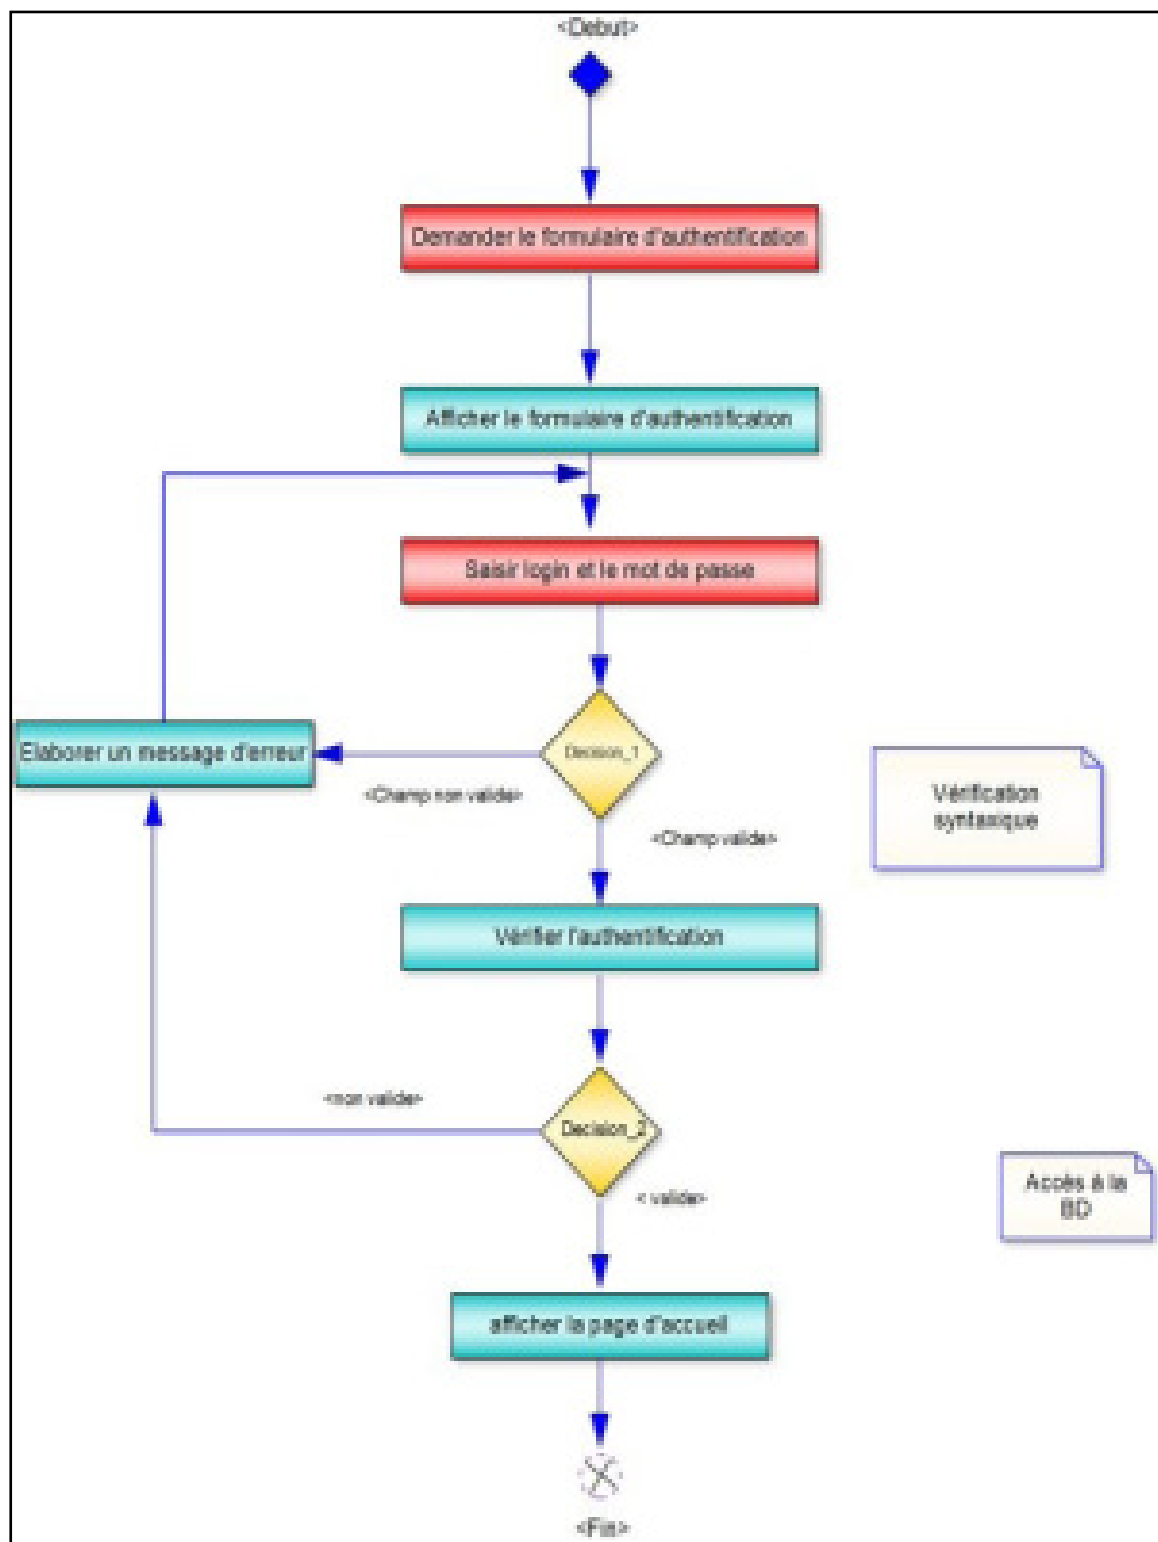 <Debut>
Demander le formulaire d'authentification
Afficher le formulaire d'authentification
Saisir login et le mot de passe
Decision_1
Elaborer un message d'erreur
<Champ non valide>
<Champ valide>
Vérification
syntaxique
Vérifier l'authentification
<non valide>
Decision_2
< valide>
Accès à la
BD
afficher la page d'accueil
<Fin>